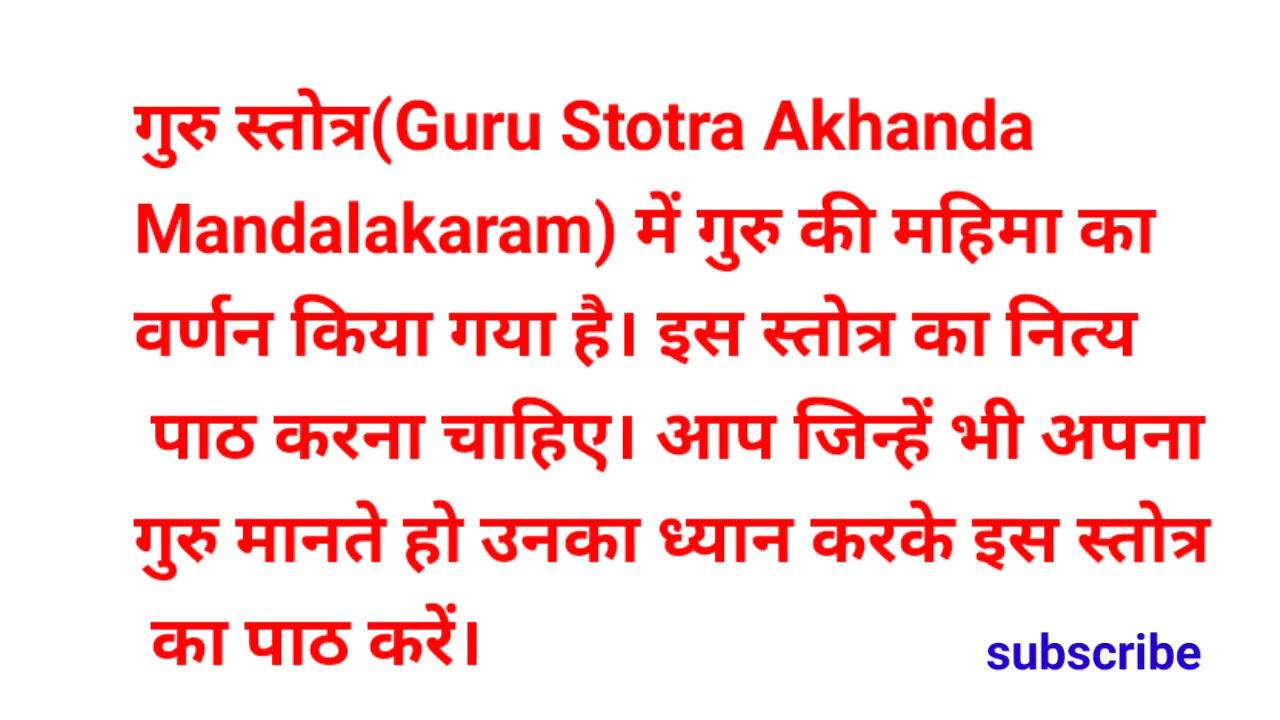 गुरु स्तोत्र(Guru Stotra Akhanda
Mandalakaram) में गुरु की महिमा का
वर्णन किया गया है। इस स्तोत्र का नित्य
पाठ करना चाहिए। आप जिन्हें भी अपना
गुरु मानते हो उनका ध्यान करके इस स्तोत्र
का पाठ करें।
subscribe